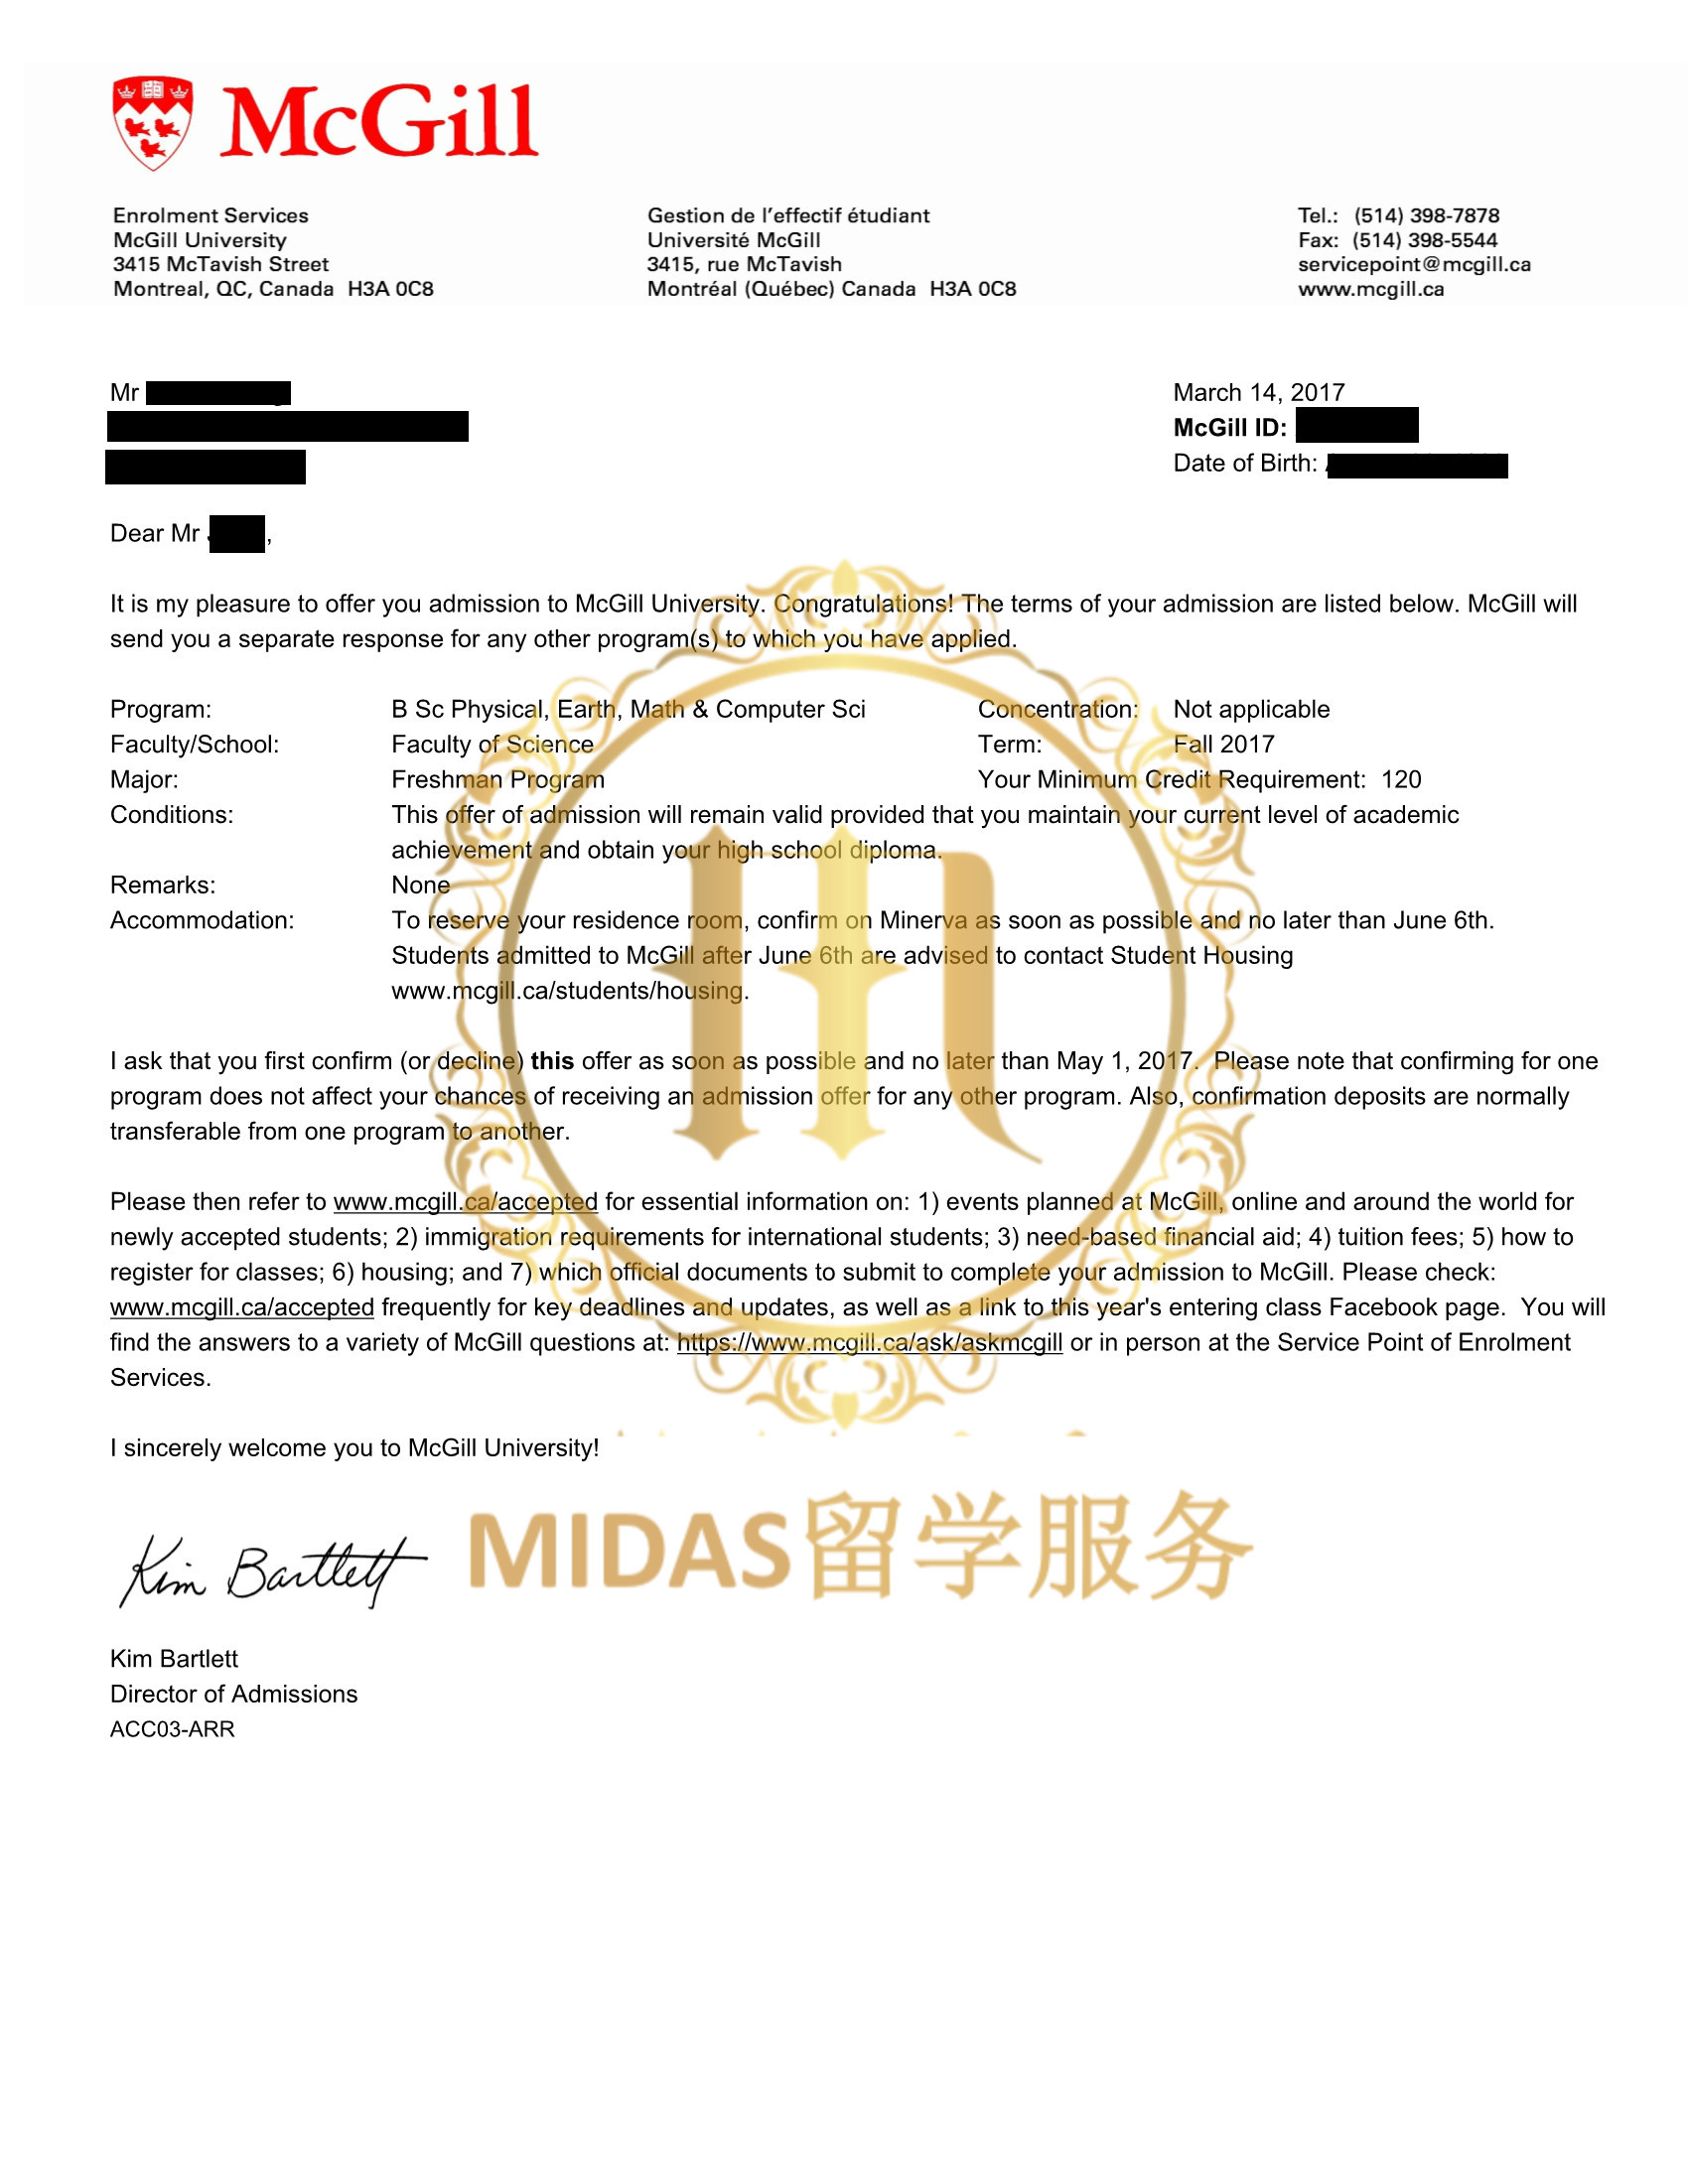 McGill
Enrolment Services
McGill University
3415 McTavish Street
Montreal, QC, Canada H3A 0C8
Gestion de l'effectif étudiant
Université McGill
3415, rue McTavish
Montréal (Québec) Canada H3A 0C8
Tel.: (514) 398-7878
Fax: (514) 398-5544
servicepoint@mcgill.ca
www.mcgill.ca
Mr
March 14, 2017
McGill ID:
Date of Birth:
Dear Mr ,
It is my pleasure to offer you admission to McGill University. Congratulations! The terms of your admission are listed below. McGill will
send you a separate response for any other program(s) to which you have applied.
Program: B Sc Physical, Earth, Math & Computer Sci Concentration: Not applicable
Faculty/School: Faculty of Science Term: Fall 2017
Major: Freshman Program Your Minimum Credit Requirement: 120
Conditions: This offer of admission will remain valid provided that you maintain your current level of academic
achievement and obtain your high school diploma.
Remarks: None
Accommodation: To reserve your residence room, confirm on Minerva as soon as possible and no later than June 6th.
Students admitted to McGill after June 6th are advised to contact Student Housing
www.mcgill.ca/students/housing.
I ask that you first confirm (or decline) this offer as soon as possible and no later than May 1, 2017. Please note that confirming for one
program does not affect your chances of receiving an admission offer for any other program. Also, confirmation deposits are normally
transferable from one program to another.
Please then refer to www.mcgill.ca/accepted for essential information on: 1) events planned at McGill, online and around the world for
newly accepted students; 2) immigration requirements for international students; 3) need-based financial aid; 4) tuition fees; 5) how to
register for classes; 6) housing; and 7) which official documents to submit to complete your admission to McGill. Please check:
www.mcgill.ca/accepted frequently for key deadlines and updates, as well as a link to this year's entering class Facebook page. You will
find the answers to a variety of McGill questions at: https://www.mcgill.ca/ask/askmcgill or in person at the Service Point of Enrolment
Services.
I sincerely welcome you to McGill University!
Kim Bartlett
MIDAS留学服务
Kim Bartlett
Director of Admissions
ACC03-ARR